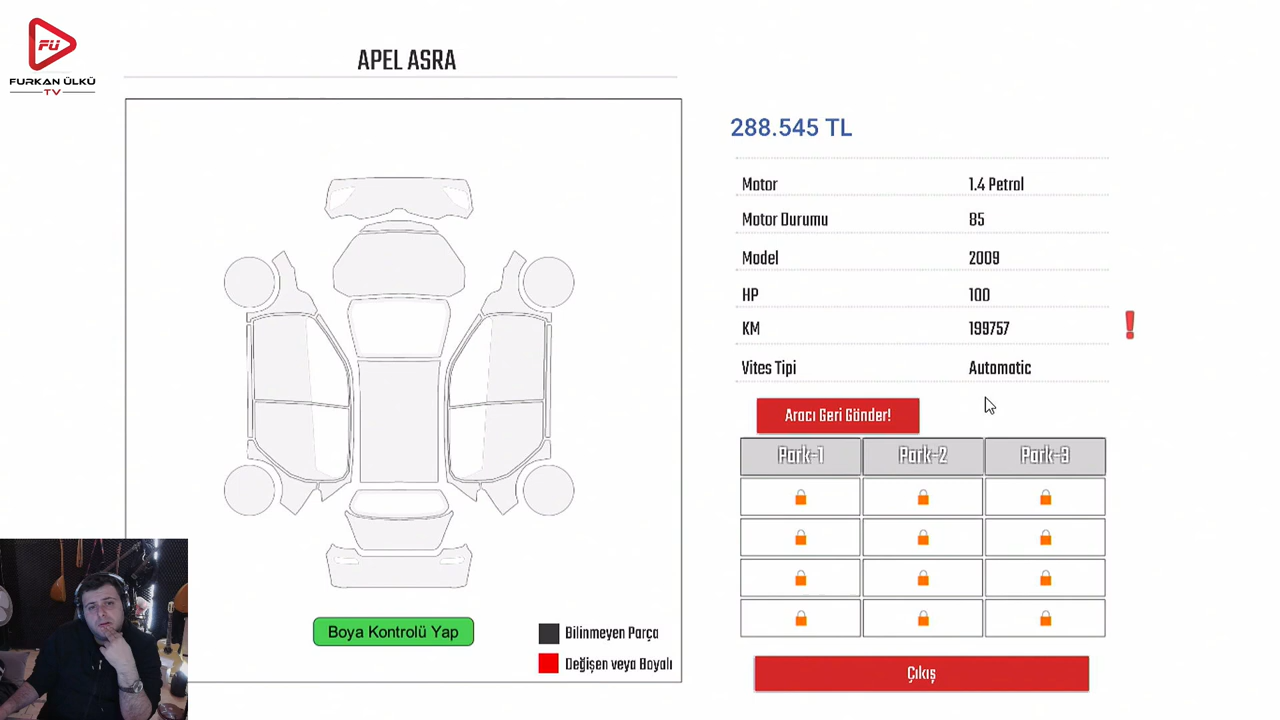 FU
FURKAN ÜLKÜ
TV
APEL ASRA
288.545 TL
Motor 1.4 Petrol
Motor Durumu 85
Model 2009
HP 100
KM 199757
Vites Tipi Automatic
Aracı Geri Gönder!
Park-1 Park-2 Park-3
Boya Kontrolü Yap
Bilinmeyen Parça
Değişen veya Boyalı
Çıkış